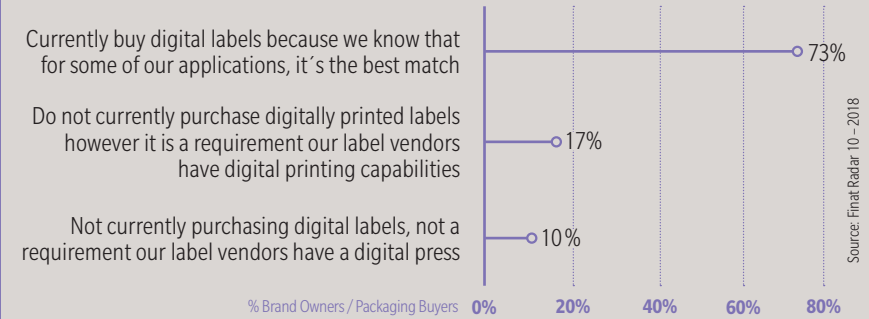 Currently buy digital labels because we know that
for some of our applications, it´s the best match
73%
Do not currently purchase digitally printed labels
however it is a requirement our label vendors
have digital printing capabilities
17%
Not currently purchasing digital labels, not a
requirement our label vendors have a digital press
10%
% Brand Owners / Packaging Buyers 0% 20% 40% 60% 80%
Source: Finat Radar 10 – 2018